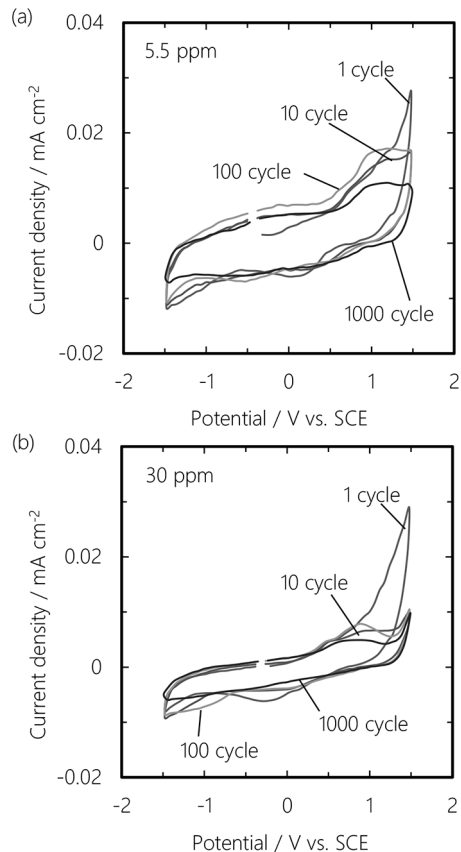 (a)
0.04
5.5 ppm
1 cycle
0.02
10 cycle
100 cycle
Current density / mA cm⁻²
0
1000 cycle
-0.02
-2 -1 0 1 2
Potential / V vs. SCE
(b)
0.04
30 ppm
1 cycle
0.02
10 cycle
Current density / mA cm⁻²
0
1000 cycle
100 cycle
-0.02
-2 -1 0 1 2
Potential / V vs. SCE